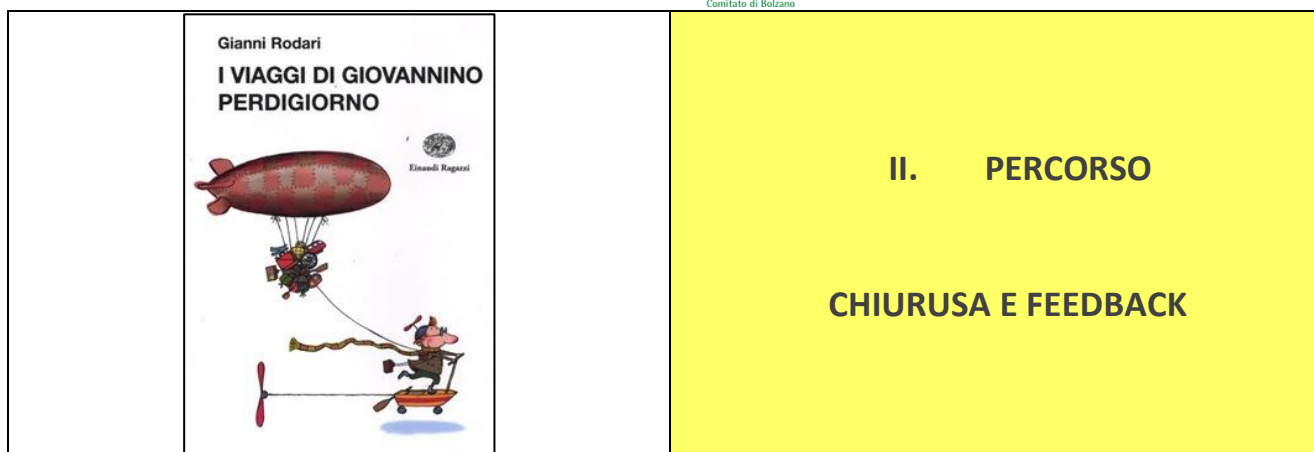 Comitato di Bolzano
Gianni Rodari
I VIAGGI DI GIOVANNINO
PERDIGIORNO
Einaudi Ragazzi
II. PERCORSO
CHIURUSA E FEEDBACK